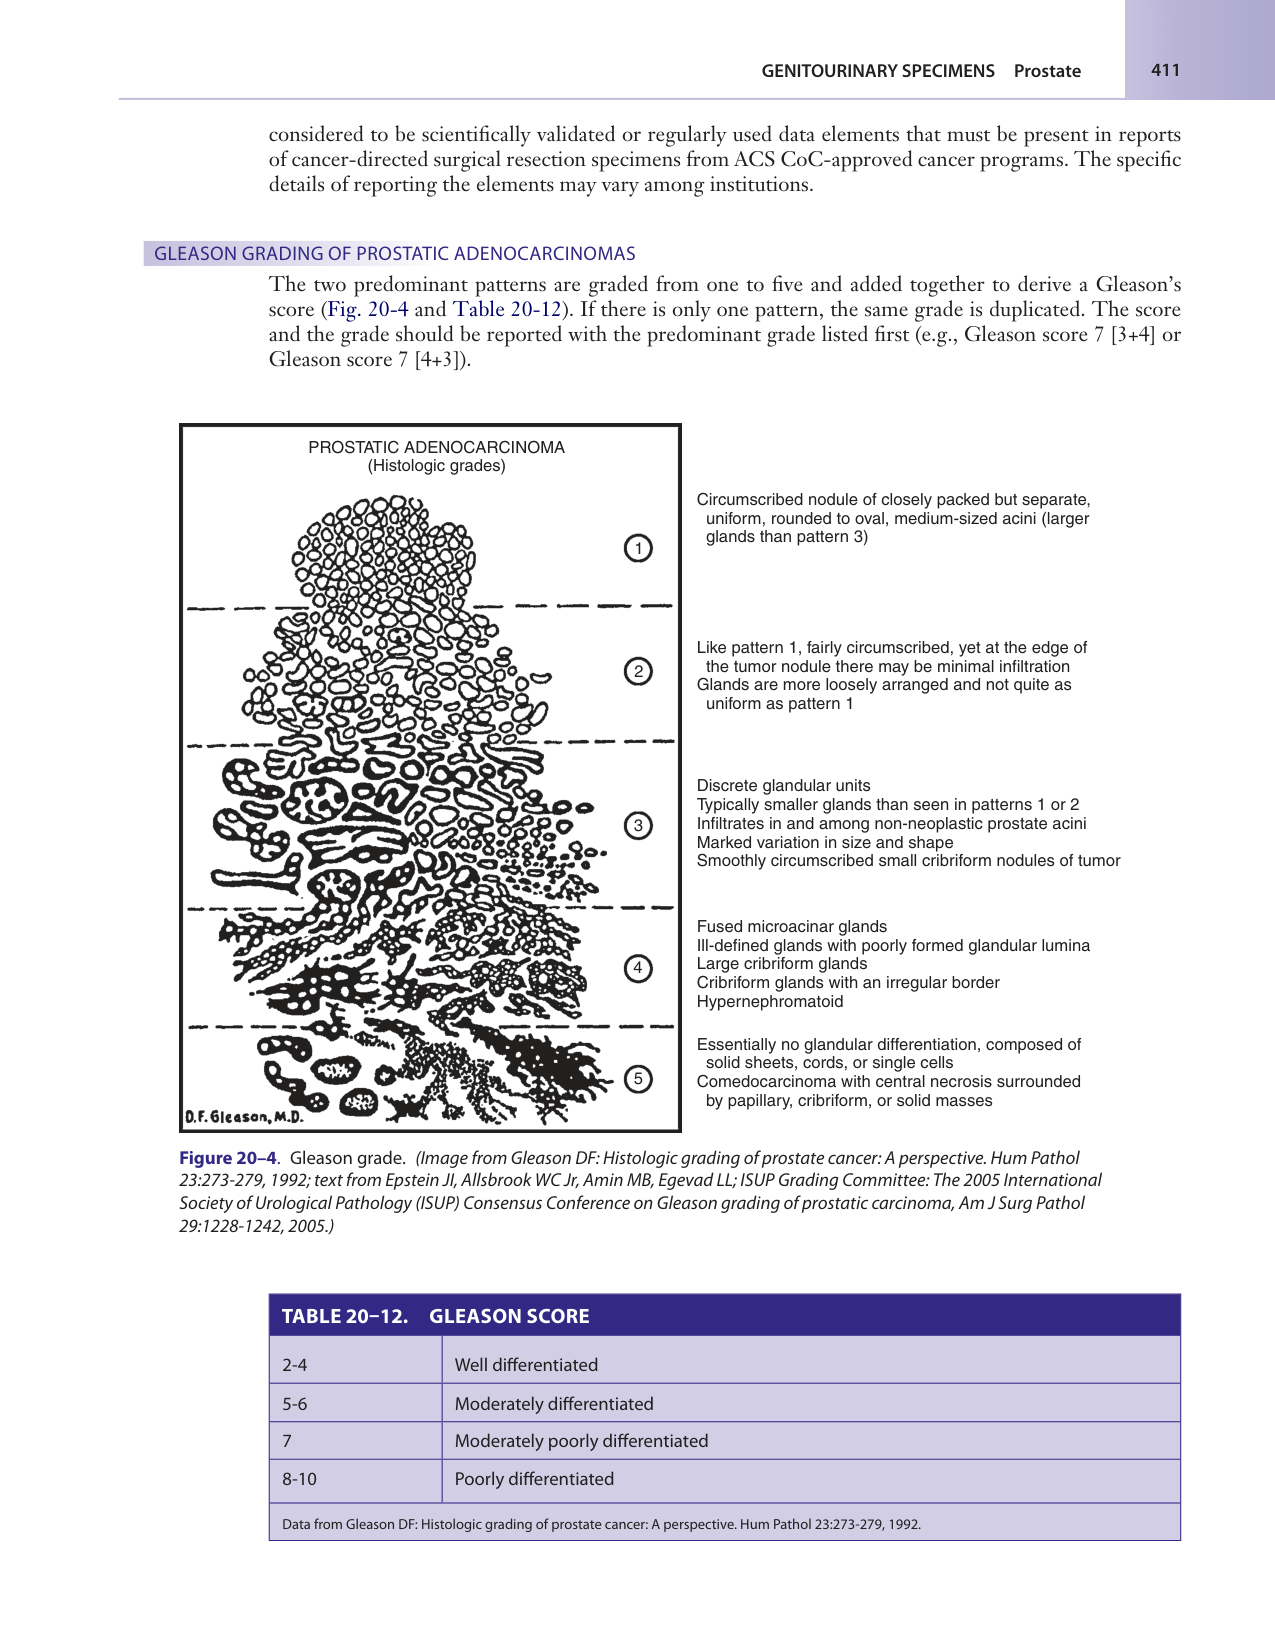 GENITOURINARY SPECIMENS Prostate 411
considered to be scientifically validated or regularly used data elements that must be present in reports
of cancer-directed surgical resection specimens from ACS CoC-approved cancer programs. The specific
details of reporting the elements may vary among institutions.
GLEASON GRADING OF PROSTATIC ADENOCARCINOMAS
The two predominant patterns are graded from one to five and added together to derive a Gleason's
score (Fig. 20-4 and Table 20-12). If there is only one pattern, the same grade is duplicated. The score
and the grade should be reported with the predominant grade listed first (e.g., Gleason score 7 [3+4] or
Gleason score 7 [4+3]).
PROSTATIC ADENOCARCINOMA
(Histologic grades)
1
Circumscribed nodule of closely packed but separate,
uniform, rounded to oval, medium-sized acini (larger
glands than pattern 3)
2
Like pattern 1, fairly circumscribed, yet at the edge of
the tumor nodule there may be minimal infiltration
Glands are more loosely arranged and not quite as
uniform as pattern 1
3
Discrete glandular units
Typically smaller glands than seen in patterns 1 or 2
Infiltrates in and among non-neoplastic prostate acini
Marked variation in size and shape
Smoothly circumscribed small cribriform nodules of tumor
4
Fused microacinar glands
Ill-defined glands with poorly formed glandular lumina
Large cribriform glands
Cribriform glands with an irregular border
Hypernephromatoid
5
Essentially no glandular differentiation, composed of
solid sheets, cords, or single cells
Comedocarcinoma with central necrosis surrounded
by papillary, cribriform, or solid masses
D.F. Gleason, M.D.
Figure 20–4. Gleason grade. (Image from Gleason DF: Histologic grading of prostate cancer: A perspective. Hum Pathol
23:273-279, 1992; text from Epstein JI, Allsbrook WC Jr, Amin MB, Egevad LL; ISUP Grading Committee: The 2005 International
Society of Urological Pathology (ISUP) Consensus Conference on Gleason grading of prostatic carcinoma, Am J Surg Pathol
29:1228-1242, 2005.)
TABLE 20–12. GLEASON SCORE
2-4 Well differentiated
5-6 Moderately differentiated
7 Moderately poorly differentiated
8-10 Poorly differentiated
Data from Gleason DF: Histologic grading of prostate cancer: A perspective. Hum Pathol 23:273-279, 1992.